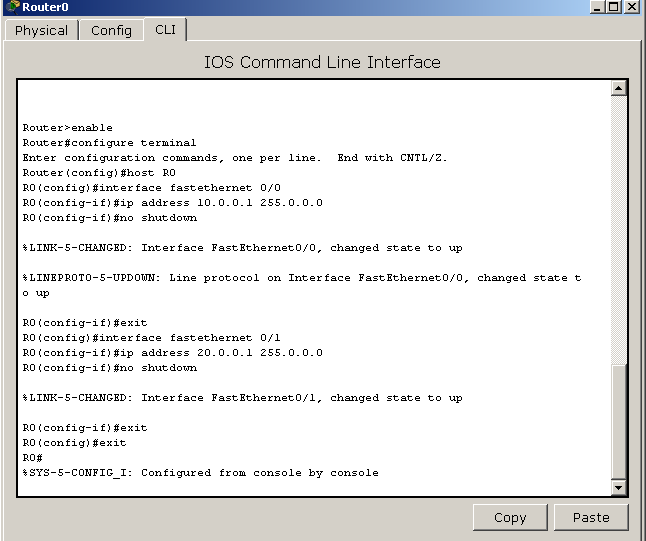 Router0
Physical Config CLI
IOS Command Line Interface
Router>enable
Router#configure terminal
Enter configuration commands, one per line.  End with CNTL/Z.
Router(config)#host R0
R0(config)#interface fastethernet 0/0
R0(config-if)#ip address 10.0.0.1 255.0.0.0
R0(config-if)#no shutdown
%LINK-5-CHANGED: Interface FastEthernet0/0, changed state to up
%LINEPROTO-5-UPDOWN: Line protocol on Interface FastEthernet0/0, changed state t
o up
R0(config-if)#exit
R0(config)#interface fastethernet 0/1
R0(config-if)#ip address 20.0.0.1 255.0.0.0
R0(config-if)#no shutdown
%LINK-5-CHANGED: Interface FastEthernet0/1, changed state to up
R0(config-if)#exit
R0(config)#exit
R0#
%SYS-5-CONFIG_I: Configured from console by console
Copy Paste